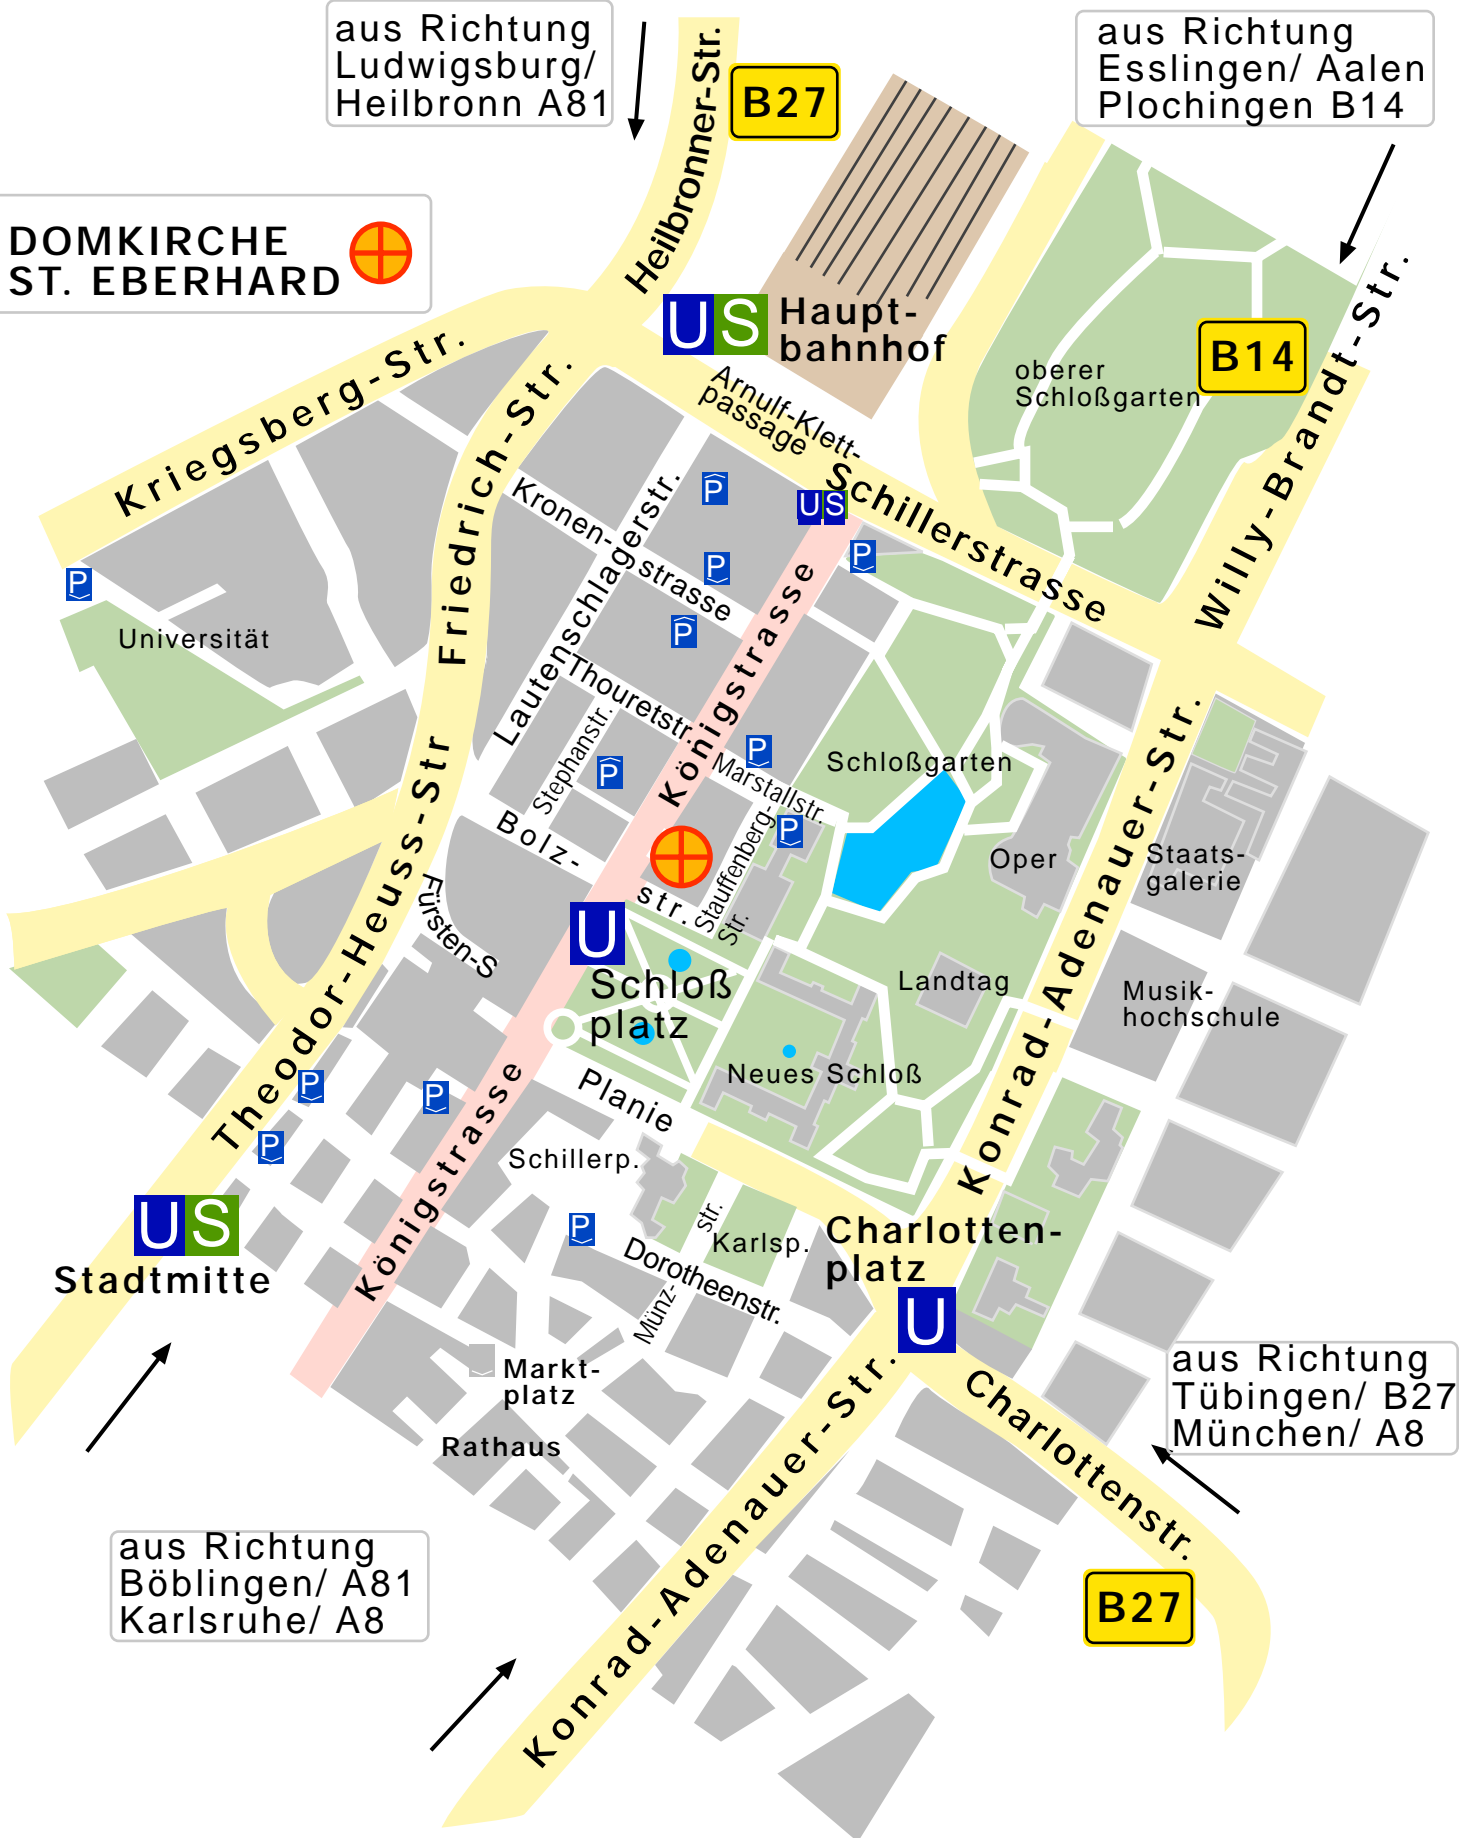 aus Richtung
Ludwigsburg/
Heilbronn A81
Heilbronner-Str.
B27
aus Richtung
Esslingen/ Aalen
Plochingen B14
DOMKIRCHE
ST. EBERHARD
U S
Haupt-
bahnhof
B14
oberer
Schloßgarten
Willy-Brandt-Str.
Kriegsberg-Str.
Friedrich-Str.
Arnulf-Klett-
passage
Schillerstrasse
U S
P
P
P
P
P
Kronen-
strasse
Lautenschlagerstr.
Königstrasse
Universität
Thouretstr.
Stephanstr.
P
P
Marstallstr.
Schloßgarten
P
Stauffenberg-
Str.
Bolz-
str.
Oper
Staats-
galerie
Konrad-Adenauer-Str.
Theodor-Heuss-Str
Fürsten-S
U
Schloß
platz
Landtag
Musik-
hochschule
Neues Schloß
Planie
P
P
P
Königstrasse
Schillerp.
P
str.
Münz-
Karlsp.
Dorotheenstr.
Charlotten-
platz
U
U S
Stadtmitte
Markt-
platz
Rathaus
aus Richtung
Tübingen/ B27
München/ A8
Charlottenstr.
B27
aus Richtung
Böblingen/ A81
Karlsruhe/ A8
Konrad-Adenauer-Str.